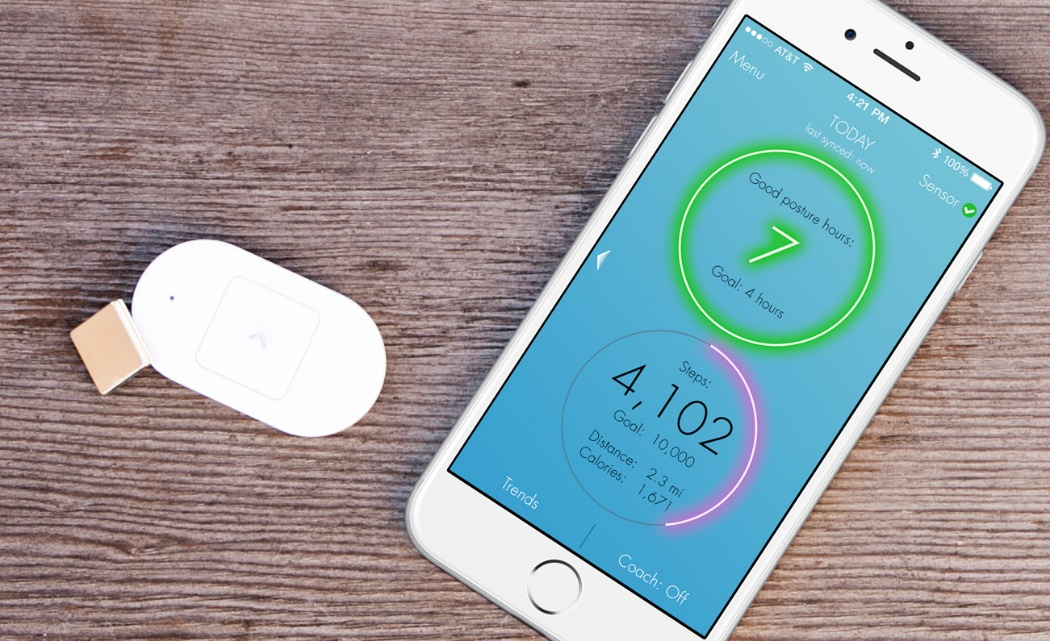 AT&T
4:21 PM
100%
Menu
TODAY
last synced: now
Sensor
Good posture hours:
7
Goal: 4 hours
Steps:
4,102
Goal: 10,000
Distance: 2.3 mi
Calories: 1,671
Trends
Coach: Off